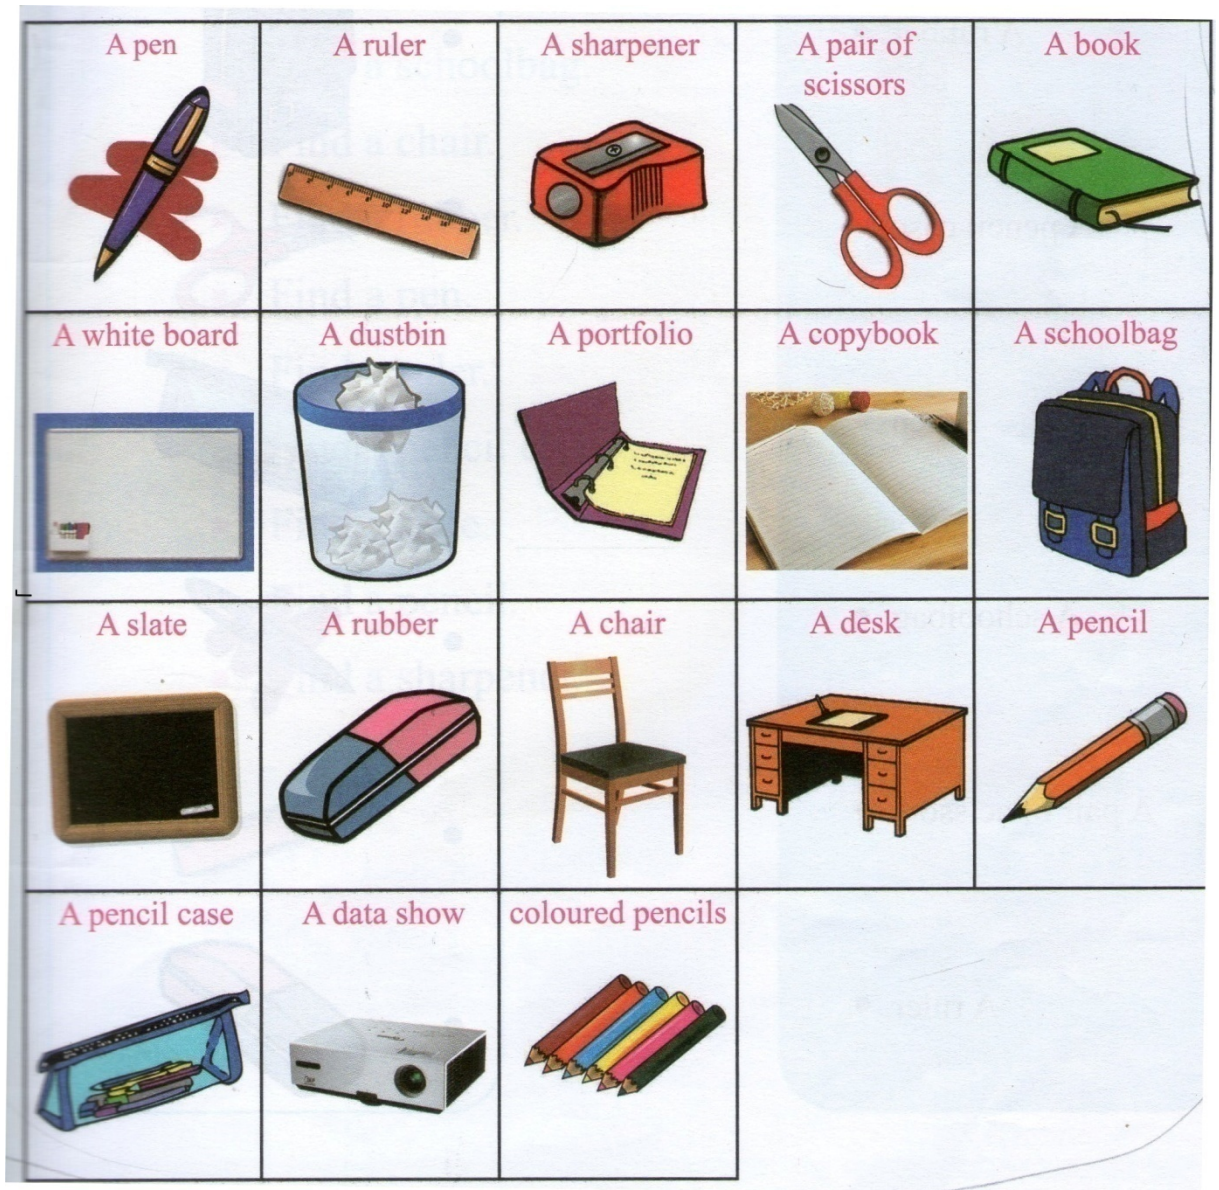 A pen
A ruler
A sharpener
A pair of
scissors
A book
A white board
A dustbin
A portfolio
A copybook
A schoolbag
A slate
A rubber
A chair
A desk
A pencil
A pencil case
A data show
coloured pencils